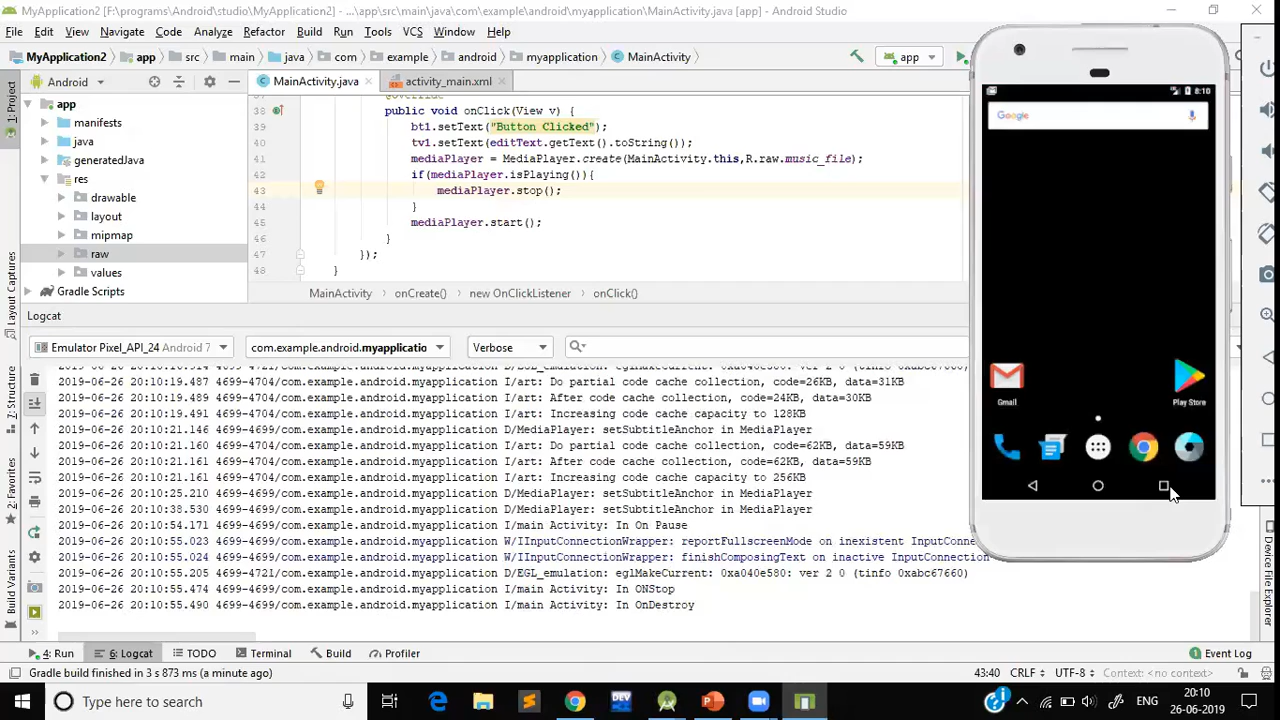 MyApplication2 [F:\programs\Android\studio\MyApplication2] - ...\app\src\main\java\com\example\android\myapplication\MainActivity.java [app] - Android Studio
File Edit View Navigate Code Analyze Refactor Build Run Tools VCS Window Help
MyApplication2 app src main java com example android myapplication MainActivity app
1: Project
Android MainActivity.java activity_main.xml
app
manifests
java
generatedJava
res
drawable
layout
mipmap
raw
values
Gradle Scripts
@Override
38 public void onClick(View v) {
39 bt1.setText("Button Clicked");
40 tv1.setText(editText.getText().toString());
41 mediaPlayer = MediaPlayer.create(MainActivity.this,R.raw.music_file);
42 if(mediaPlayer.isPlaying()){
43 mediaPlayer.stop();
44 }
45 mediaPlayer.start();
46 }
47 });
48 }
MainActivity onCreate() new OnClickListener onClick()
Layout Captures
Z: Structure
2: Favorites
Build Variants
Logcat
Emulator Pixel_API_24 Android 7 com.example.android.myapplicatio Verbose
2019-06-26 20:10:19.487 4699-4704/com.example.android.myapplication I/art: Do partial code cache collection, code=26KB, data=31KB
2019-06-26 20:10:19.489 4699-4704/com.example.android.myapplication I/art: After code cache collection, code=24KB, data=30KB
2019-06-26 20:10:19.489 4699-4704/com.example.android.myapplication I/art: Increasing code cache capacity to 128KB
2019-06-26 20:10:21.146 4699-4699/com.example.android.myapplication D/MediaPlayer: setSubtitleAnchor in MediaPlayer
2019-06-26 20:10:21.160 4699-4704/com.example.android.myapplication I/art: Do partial code cache collection, code=62KB, data=59KB
2019-06-26 20:10:21.161 4699-4704/com.example.android.myapplication I/art: After code cache collection, code=62KB, data=59KB
2019-06-26 20:10:21.161 4699-4704/com.example.android.myapplication I/art: Increasing code cache capacity to 256KB
2019-06-26 20:10:25.210 4699-4699/com.example.android.myapplication D/MediaPlayer: setSubtitleAnchor in MediaPlayer
2019-06-26 20:10:38.530 4699-4699/com.example.android.myapplication D/MediaPlayer: setSubtitleAnchor in MediaPlayer
2019-06-26 20:10:54.171 4699-4699/com.example.android.myapplication I/main Activity: In On Pause
2019-06-26 20:10:55.023 4699-4699/com.example.android.myapplication W/IInputConnectionWrapper: reportFullscreenMode on inexistent InputConne
2019-06-26 20:10:55.024 4699-4699/com.example.android.myapplication W/IInputConnectionWrapper: finishComposingText on inactive InputConnection
2019-06-26 20:10:55.205 4699-4721/com.example.android.myapplication D/EGL_emulation: eglMakeCurrent: 0xa040e580: ver 2 0 (tinfo 0xabc67660)
2019-06-26 20:10:55.474 4699-4699/com.example.android.myapplication I/main Activity: In ONStop
2019-06-26 20:10:55.490 4699-4699/com.example.android.myapplication I/main Activity: In OnDestroy
8:10
Google
Gmail Play Store
Device File Explorer
4: Run 6: Logcat TODO Terminal Build Profiler Event Log
Gradle build finished in 3 s 873 ms (a minute ago) 43:40 CRLF UTF-8 Context: <no context>
Type here to search DEV ENG 20:10
26-06-2019